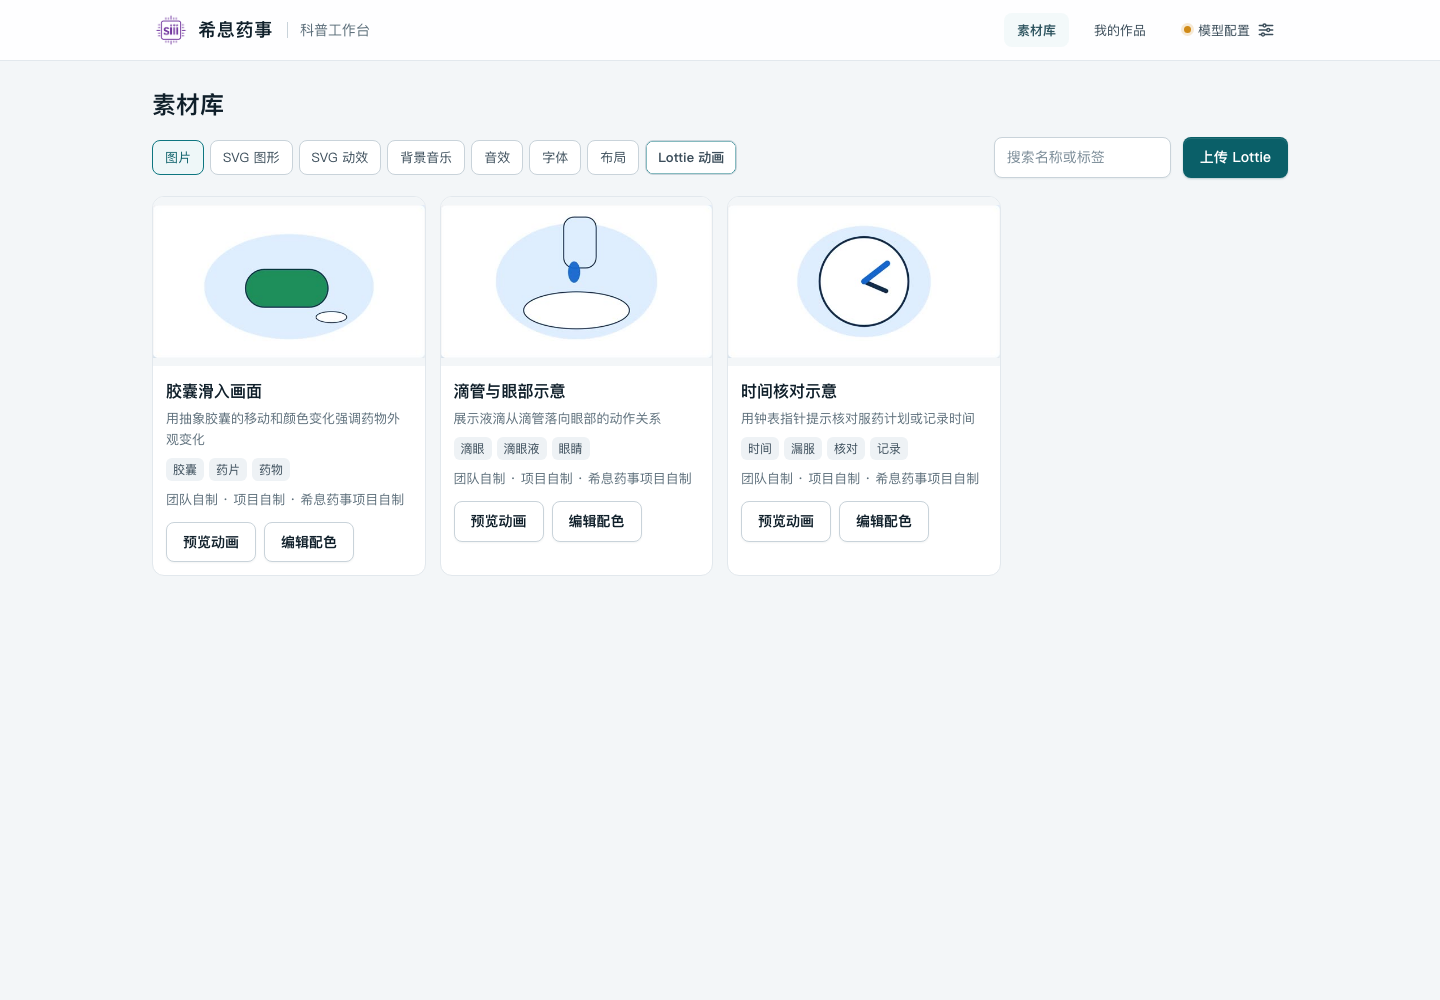 siii 希息药事 科普工作台 素材库 我的作品 模型配置
素材库
图片 SVG 图形 SVG 动效 背景音乐 音效 字体 布局 Lottie 动画 搜索名称或标签 上传 Lottie
胶囊滑入画面
用抽象胶囊的移动和颜色变化强调药物外
观变化
胶囊 药片 药物
团队自制 · 项目自制 · 希息药事项目自制
预览动画 编辑配色
滴管与眼部示意
展示液滴从滴管落向眼部的动作关系
滴眼 滴眼液 眼睛
团队自制 · 项目自制 · 希息药事项目自制
预览动画 编辑配色
时间核对示意
用钟表指针提示核对服药计划或记录时间
时间 漏服 核对 记录
团队自制 · 项目自制 · 希息药事项目自制
预览动画 编辑配色